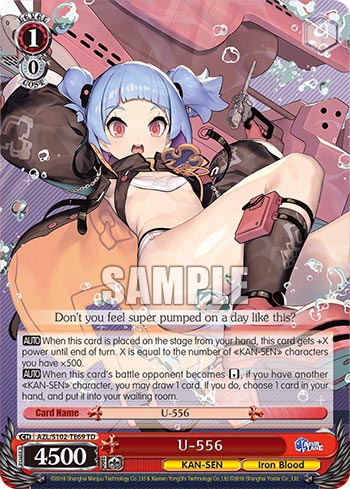 LEVEL
1
0
COST
SAMPLE
Don't you feel super pumped on a day like this?
AUTO When this card is placed on the stage from your hand, this card gets +X
power until end of turn. X is equal to the number of «KAN-SEN» characters
you have ×500.
AUTO When this card's battle opponent becomes [ ], if you have another
«KAN-SEN» character, you may draw 1 card. If you do, choose 1 card in your
hand, and put it into your waiting room.
Card Name U-556
CH AZL/S102-TE69 TD
U-556
POWER 4500
KAN-SEN Iron Blood
©2018 Shanghai Manjuu Technology Co.,Ltd & Xiamen Yongshi Technology Co.,Ltd & ©2018 Shanghai Yostar Co.,Ltd.